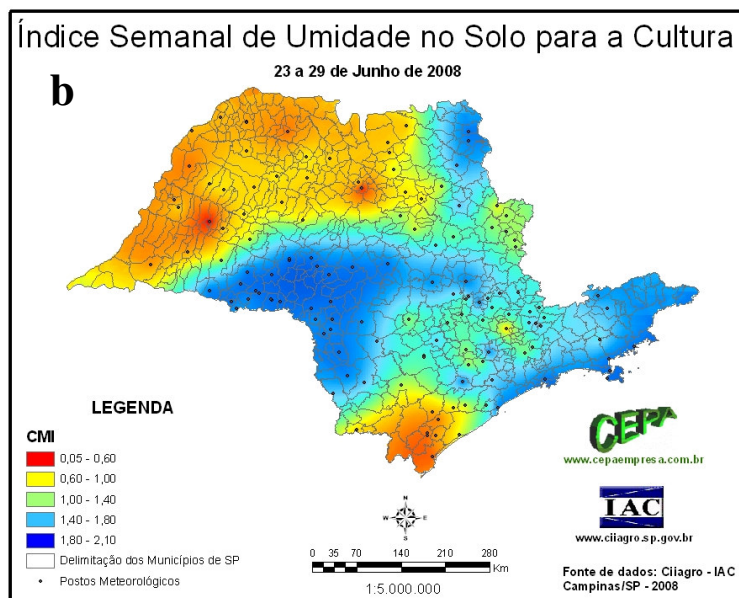 Índice Semanal de Umidade no Solo para a Cultura
23 a 29 de Junho de 2008
b
LEGENDA
CMI
0,05 - 0,60
0,60 - 1,00
1,00 - 1,40
1,40 - 1,80
1,80 - 2,10
Delimitação dos Municípios de SP
Postos Meteorológicos
N
W E
S
0 35 70 140 210 280
Km
1:5.000.000
CEPA
www.cepaempresa.com.br
IAC
www.ciiagro.sp.gov.br
Fonte de dados: Ciiagro - IAC
Campinas/SP - 2008